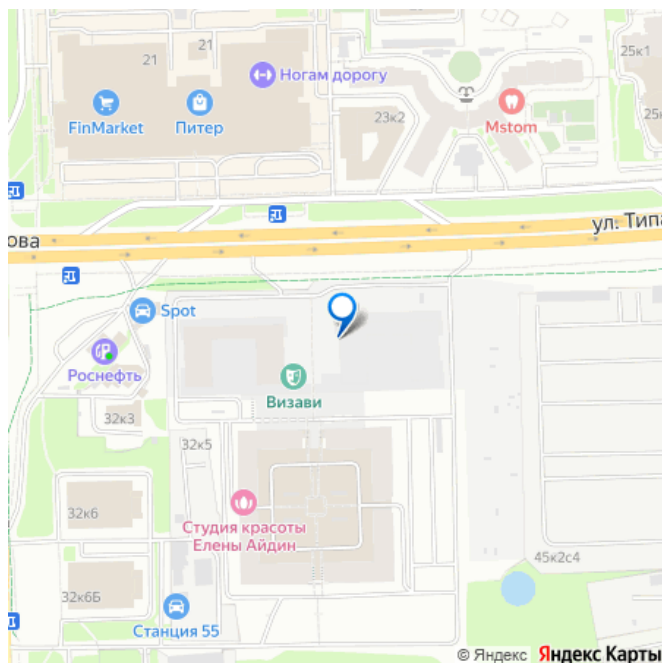 21
21
25к1
Ногам дорогу
FinMarket
Питер
23к2
Mstom
25к
ова
ул. Типа
Spot
Роснефть
Визави
32к3
32к5
Студия красоты
Елены Айдин
32к6
45к2с4
32к6Б
Станция 55
© Яндекс Яндекс Карты